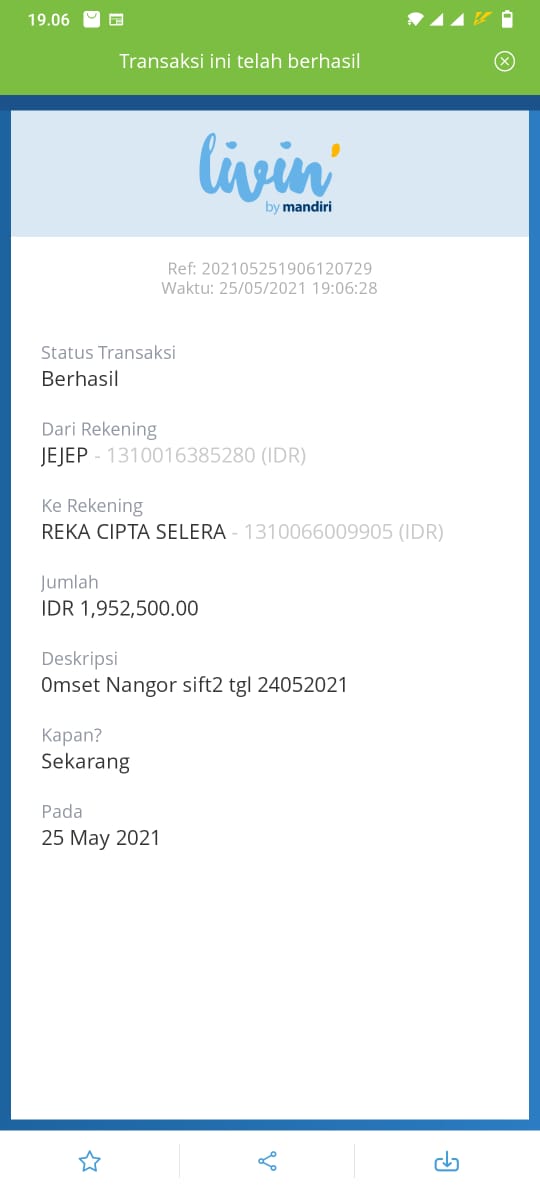 19.06
Transaksi ini telah berhasil
livin'
by mandiri
Ref: 202105251906120729
Waktu: 25/05/2021 19:06:28
Status Transaksi
Berhasil
Dari Rekening
JEJEP - 1310016385280 (IDR)
Ke Rekening
REKA CIPTA SELERA - 1310066009905 (IDR)
Jumlah
IDR 1,952,500.00
Deskripsi
0mset Nangor sift2 tgl 24052021
Kapan?
Sekarang
Pada
25 May 2021